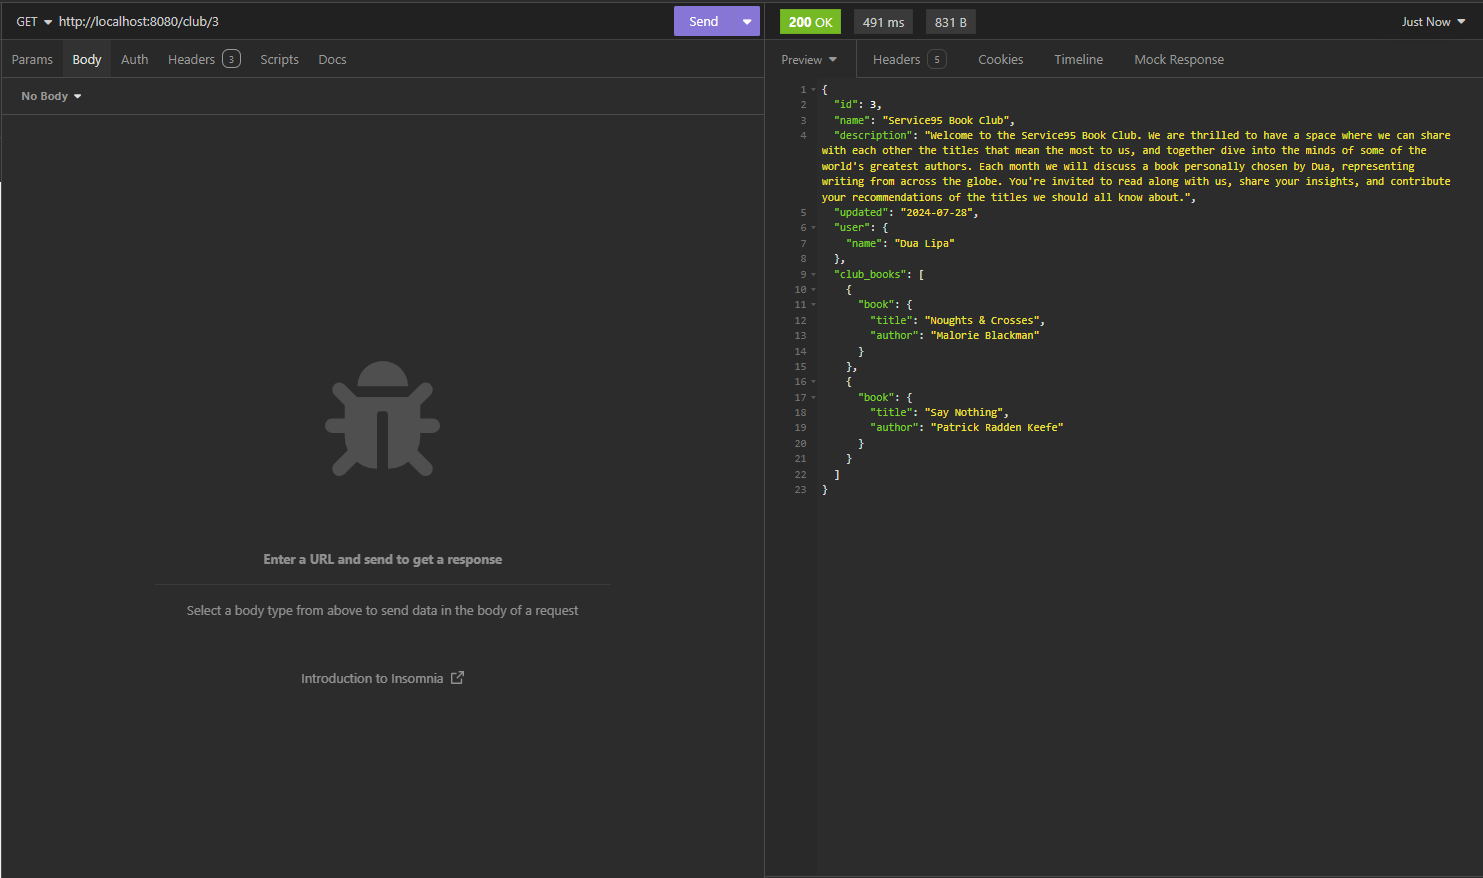 GET http://localhost:8080/club/3 Send
Params Body Auth Headers 3 Scripts Docs
No Body
Enter a URL and send to get a response
Select a body type from above to send data in the body of a request
Introduction to Insomnia
200 OK 491 ms 831 B Just Now
Preview Headers 5 Cookies Timeline Mock Response
1 {
2 "id": 3,
3 "name": "Service95 Book Club",
4 "description": "Welcome to the Service95 Book Club. We are thrilled to have a space where we can share
with each other the titles that mean the most to us, and together dive into the minds of some of the
world's greatest authors. Each month we will discuss a book personally chosen by Dua, representing
writing from across the globe. You're invited to read along with us, share your insights, and contribute
your recommendations of the titles we should all know about.",
5 "updated": "2024-07-28",
6 "user": {
7 "name": "Dua Lipa"
8 },
9 "club_books": [
10 {
11 "book": {
12 "title": "Noughts & Crosses",
13 "author": "Malorie Blackman"
14 }
15 },
16 {
17 "book": {
18 "title": "Say Nothing",
19 "author": "Patrick Radden Keefe"
20 }
21 }
22 ]
23 }